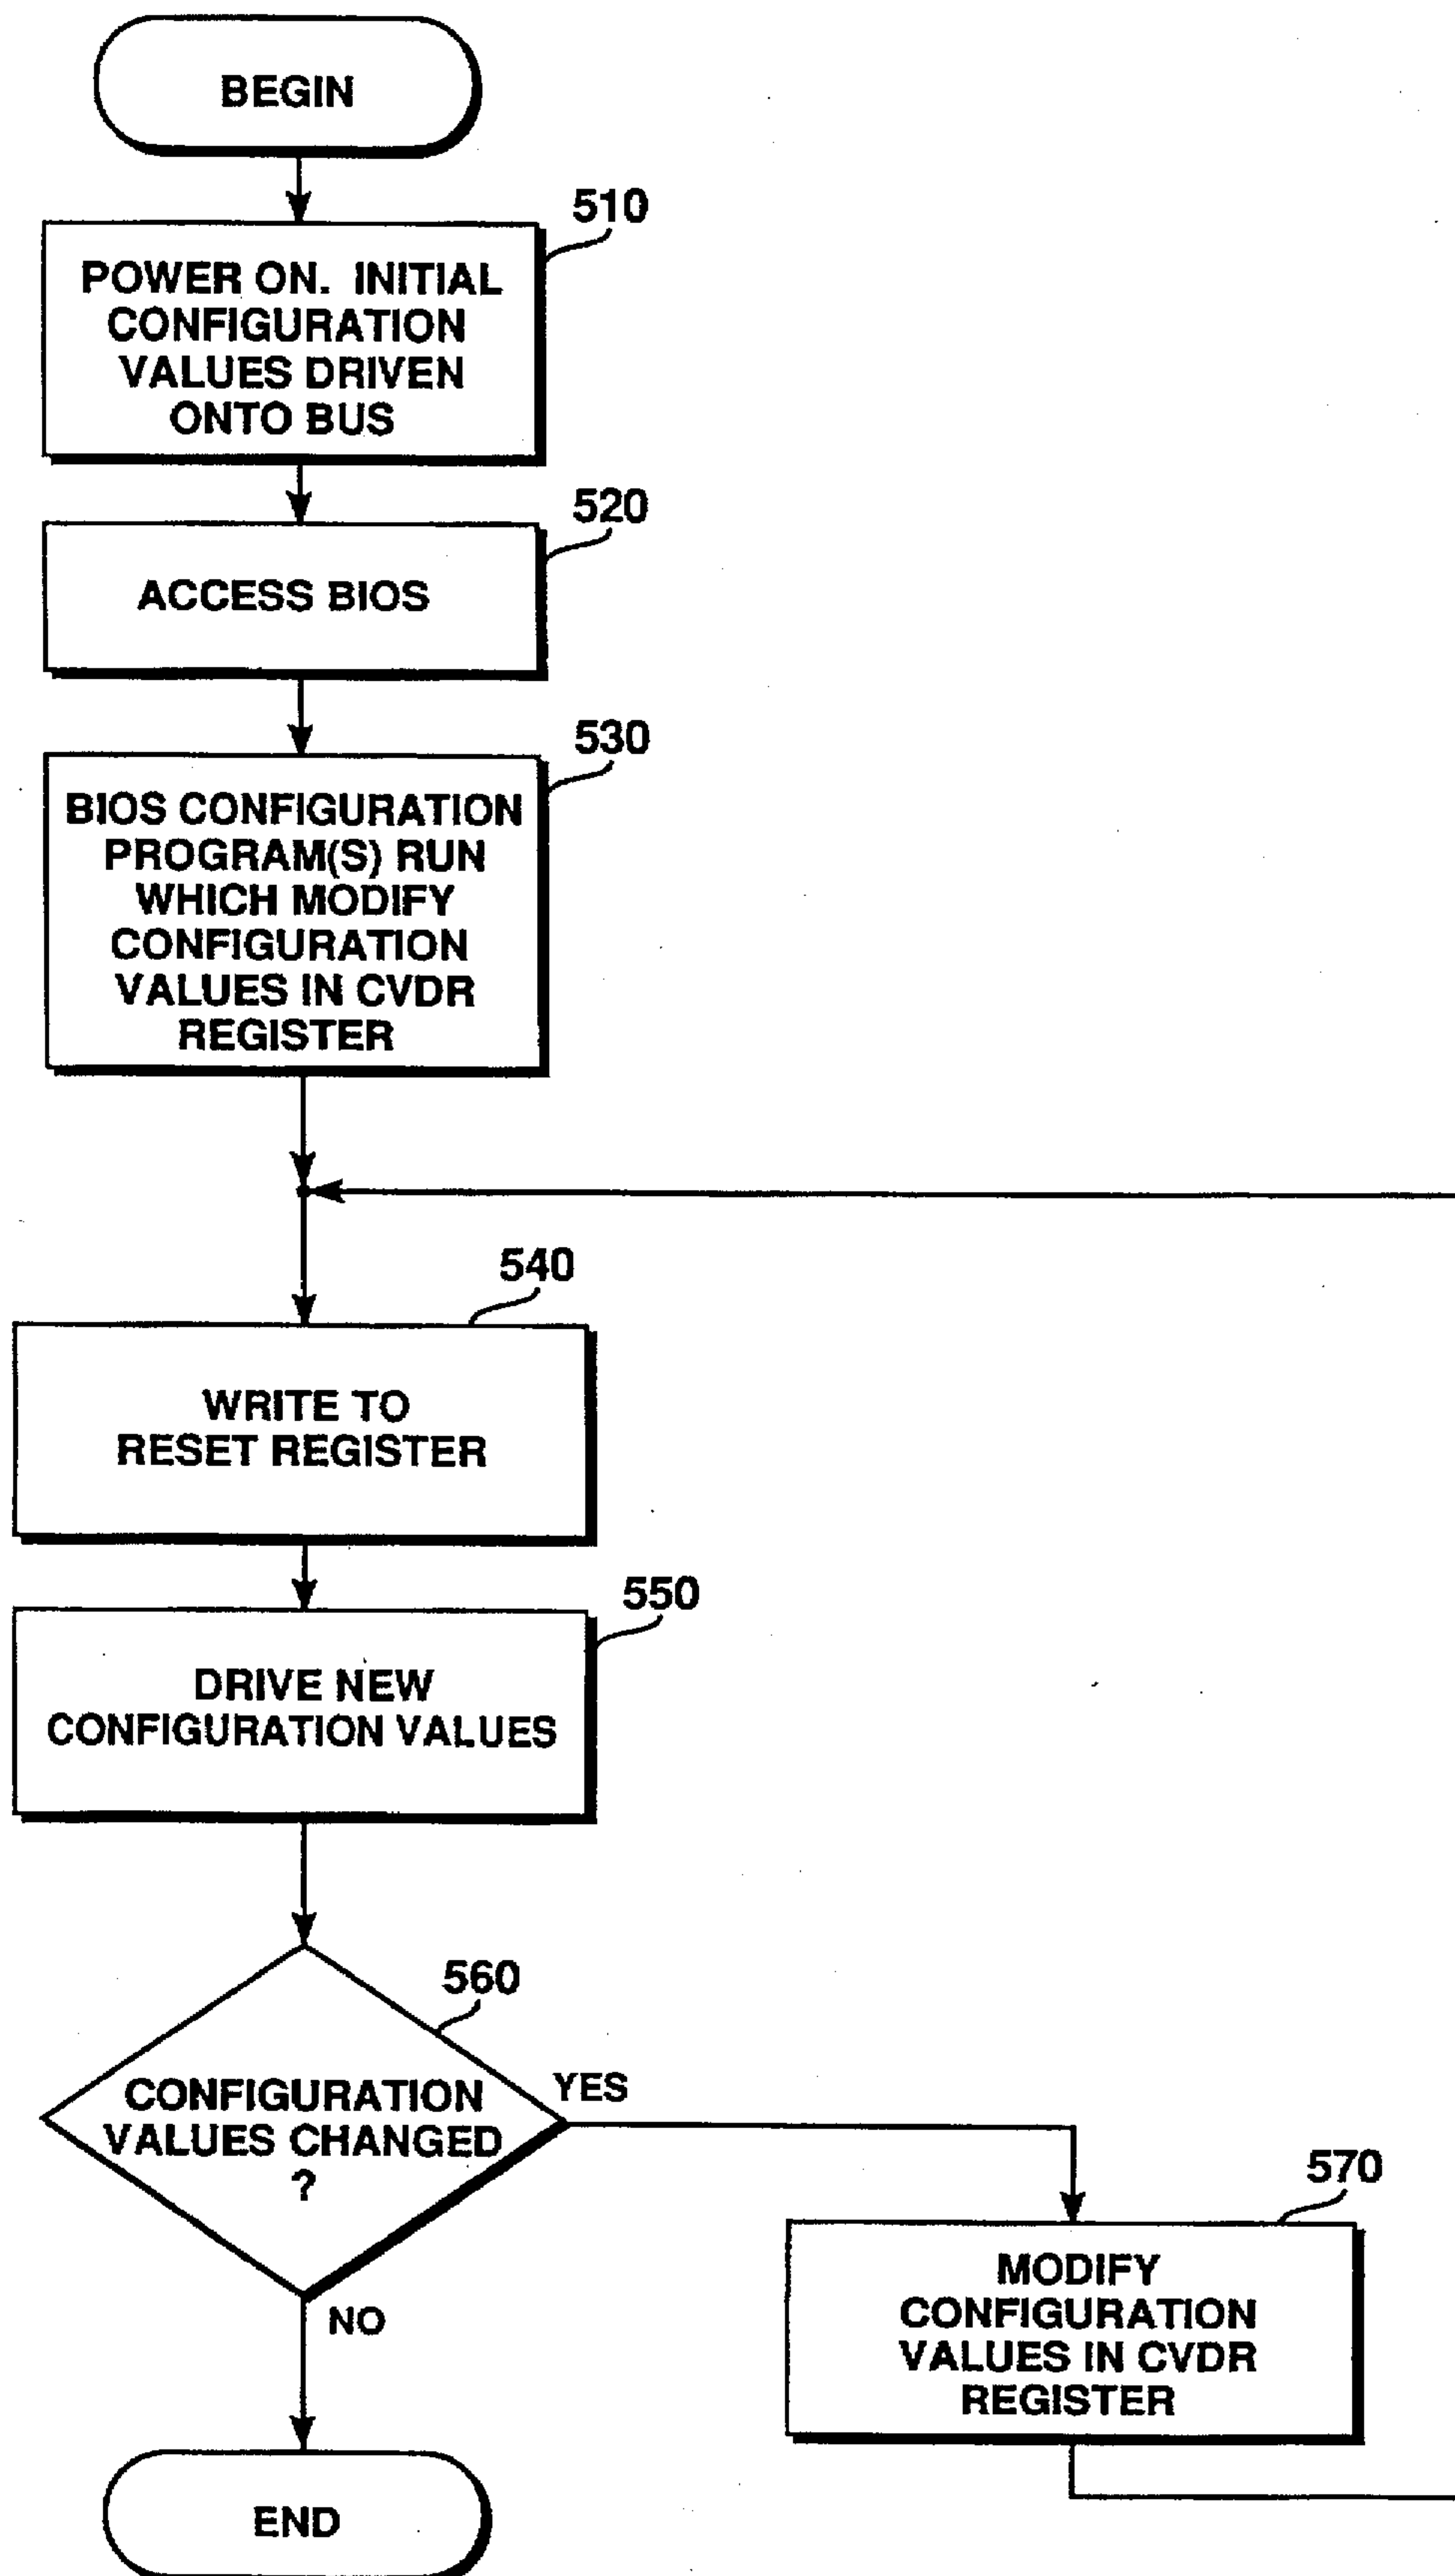 BEGIN
510
POWER ON. INITIAL
CONFIGURATION
VALUES DRIVEN
ONTO BUS
520
ACCESS BIOS
530
BIOS CONFIGURATION
PROGRAM(S) RUN
WHICH MODIFY
CONFIGURATION
VALUES IN CVDR
REGISTER
540
WRITE TO
RESET REGISTER
550
DRIVE NEW
CONFIGURATION VALUES
560
CONFIGURATION
VALUES CHANGED
?
YES
NO
570
MODIFY
CONFIGURATION
VALUES IN CVDR
REGISTER
END